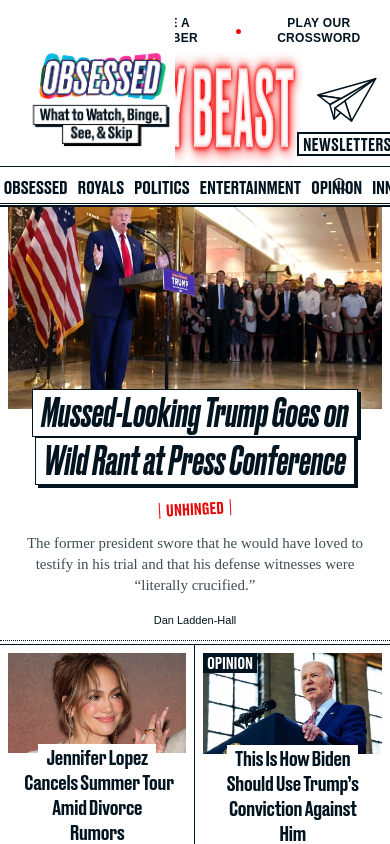 E A
BER
PLAY OUR
CROSSWORD
OBSESSED
What to Watch, Binge,
See, & Skip
Y BEAST
NEWSLETTERS
OBSESSED ROYALS POLITICS ENTERTAINMENT OPINION INN
TRUMP
Mussed-Looking Trump Goes on
Wild Rant at Press Conference
UNHINGED
The former president swore that he would have loved to
testify in his trial and that his defense witnesses were
“literally crucified.”
Dan Ladden-Hall
Jennifer Lopez
Cancels Summer Tour
Amid Divorce
Rumors
OPINION
This Is How Biden
Should Use Trump’s
Conviction Against
Him